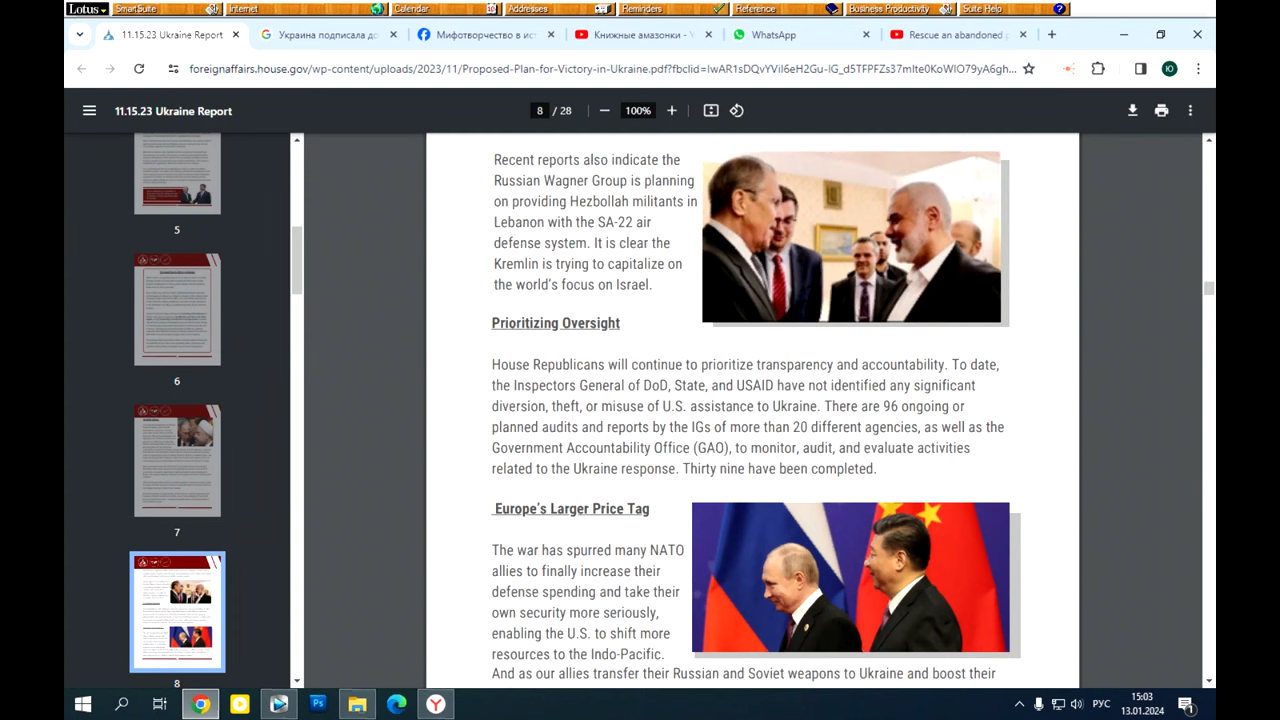 Lotus SmartSuite Internet Calendar Addresses Reminders Reference Business Productivity Suite Help
11.15.23 Ukraine Report Украина подписала до Мифотворчество в ис Книжные амазонки - WhatsApp Rescue an abandoned p
foreignaffairs.house.gov/wp-content/uploads/2023/11/Proposed-Plan-for-Victory-in-Ukraine.pdf?fbclid=
11.15.23 Ukraine Report 8 / 28 100%
5
6
7
8
Recent reports also indicate the
Russian Wagner Group is planning
on providing Hezbollah militants in
Lebanon with the SA-22 air
defense system. It is clear the
Kremlin is trying to capitalize on
the world's focus on Israel.
Prioritizing Oversight
House Republicans will continue to prioritize transparency and accountability. To date,
the Inspectors General of DoD, State, and USAID have not identified any significant
diversion, theft, or misuse of U.S. assistance to Ukraine. There are 96 ongoing or
planned audits and reports by the IGs of more than 20 different agencies, as well as the
Government Accountability Office (GAO), to monitor, audit, and evaluate activities
related to the Ukraine response. Thirty nine have been completed.
Europe's Larger Price Tag
The war has spurred many NATO
allies to finally increase their
defense spending and take their
own security more seriously,
enabling the U.S. to shift more
resources to the Indo-Pacific.
And as our allies transfer their Russian and Soviet weapons to Ukraine and boost their
РУС 15:03
13.01.2024